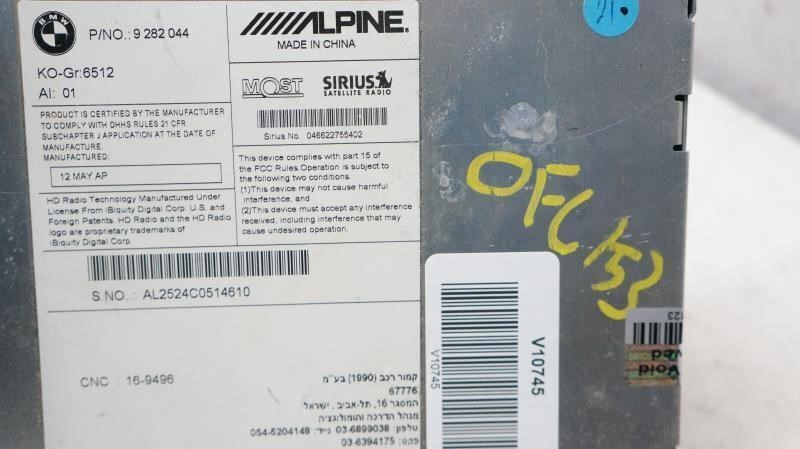 BMW
P/NO.: 9 282 044
KO-Gr:6512
AI: 01
PRODUCT IS CERTIFIED BY THE MANUFACTURER
TO COMPLY WITH DHHS RULES 21 CFR
SUBCHAPTER J APPLICATION AT THE DATE OF
MANUFACTURE.
MANUFACTURED:
12 MAY AP
HD Radio Technology Manufactured Under
License From iBiquity Digital Corp. U.S. and
Foreign Patents. HD Radio and the HD Radio
logo are proprietary trademarks of
iBiquity Digital Corp.
ALPINE
MADE IN CHINA
MOST
SIRIUS
SATELLITE RADIO
Sirius No. 046622755402
This device complies with part 15 of
the FCC Rules.Operation is subject to
the following two conditions.
(1)This device may not cause harmful
interference, and
(2)This device must accept any interference
received, including interference that may
cause undesired operation.
S.NO.: AL2524C0514610
CNC : 16-9496
קמור רכב (1990) בע״מ
67776
המסגר 16, תל-אביב, ישראל
מנהל הדרכה והומולוגציה
טלפון: 03-6899038 נייד: 054-5204148
פקס: 03-6394175
21.
OFC153
V10745
V10745
123
Void